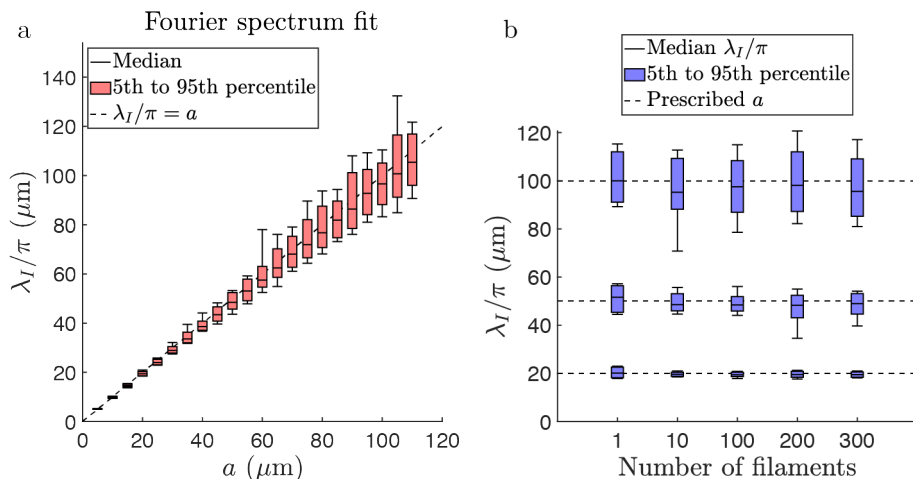 a
Fourier spectrum fit
Median
5th to 95th percentile
λ_I/π = a
140
120
100
80
60
40
20
0
λ_I/π (μm)
0 20 40 60 80 100 120
a (μm)
b
Median λ_I/π
5th to 95th percentile
Prescribed a
120
100
80
60
40
20
0
λ_I/π (μm)
1 10 100 200 300
Number of filaments